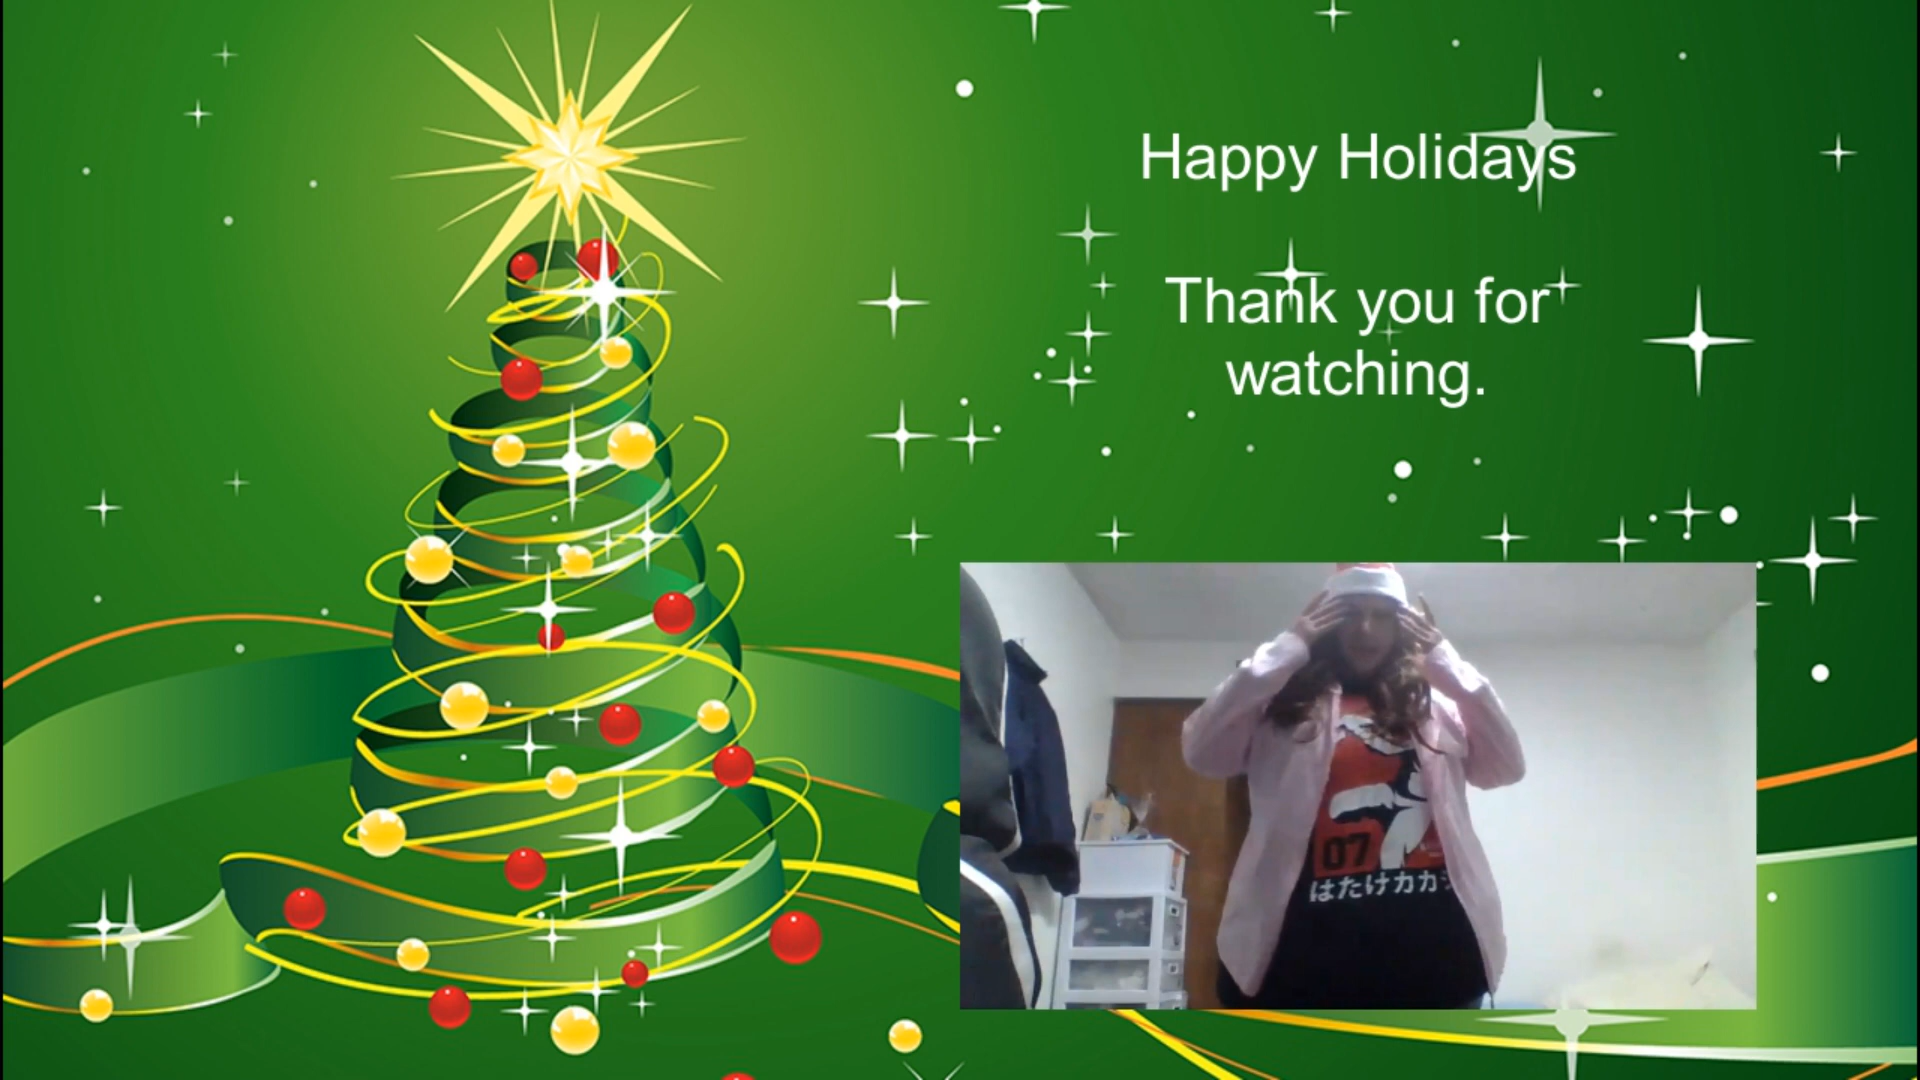 Happy Holidays
Thank you for
watching.
07
はたけカカ